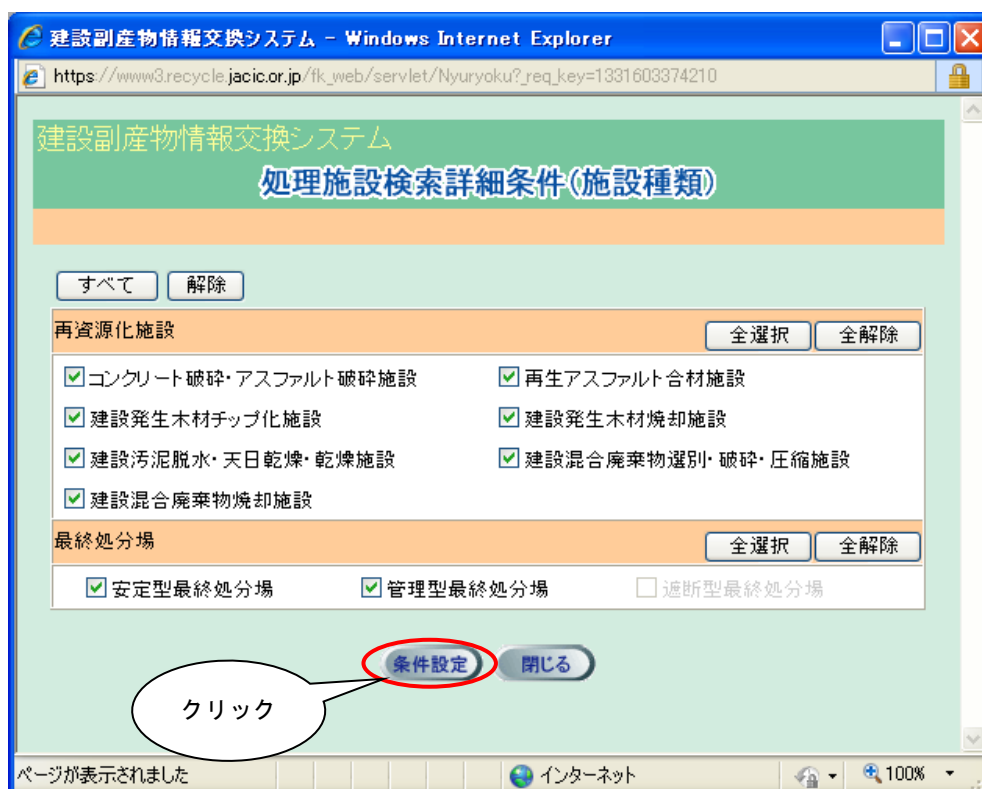 建設副産物情報交換システム - Windows Internet Explorer
https://www3.recycle.jacic.or.jp/fk_web/servlet/Nyuryoku?_req_key=1331603374210
建設副産物情報交換システム
処理施設検索詳細条件(施設種類)
すべて 解除
再資源化施設 全選択 全解除
コンクリート破砕・アスファルト破砕施設 再生アスファルト合材施設
建設発生木材チップ化施設 建設発生木材焼却施設
建設汚泥脱水・天日乾燥・乾燥施設 建設混合廃棄物選別・破砕・圧縮施設
建設混合廃棄物焼却施設
最終処分場 全選択 全解除
安定型最終処分場 管理型最終処分場 遮断型最終処分場
条件設定 閉じる
クリック
ページが表示されました インターネット 100%